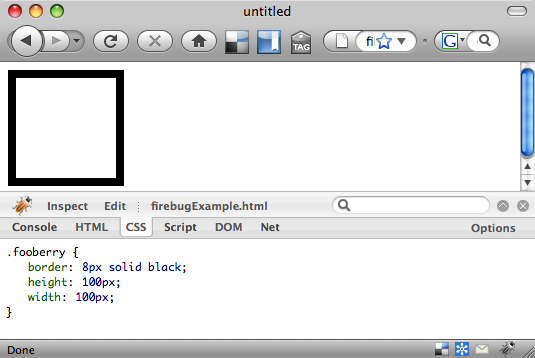 untitled
TAG
fi
G
Inspect Edit firebugExample.html
Console HTML CSS Script DOM Net Options
.fooberry {
border: 8px solid black;
height: 100px;
width: 100px;
}
Done